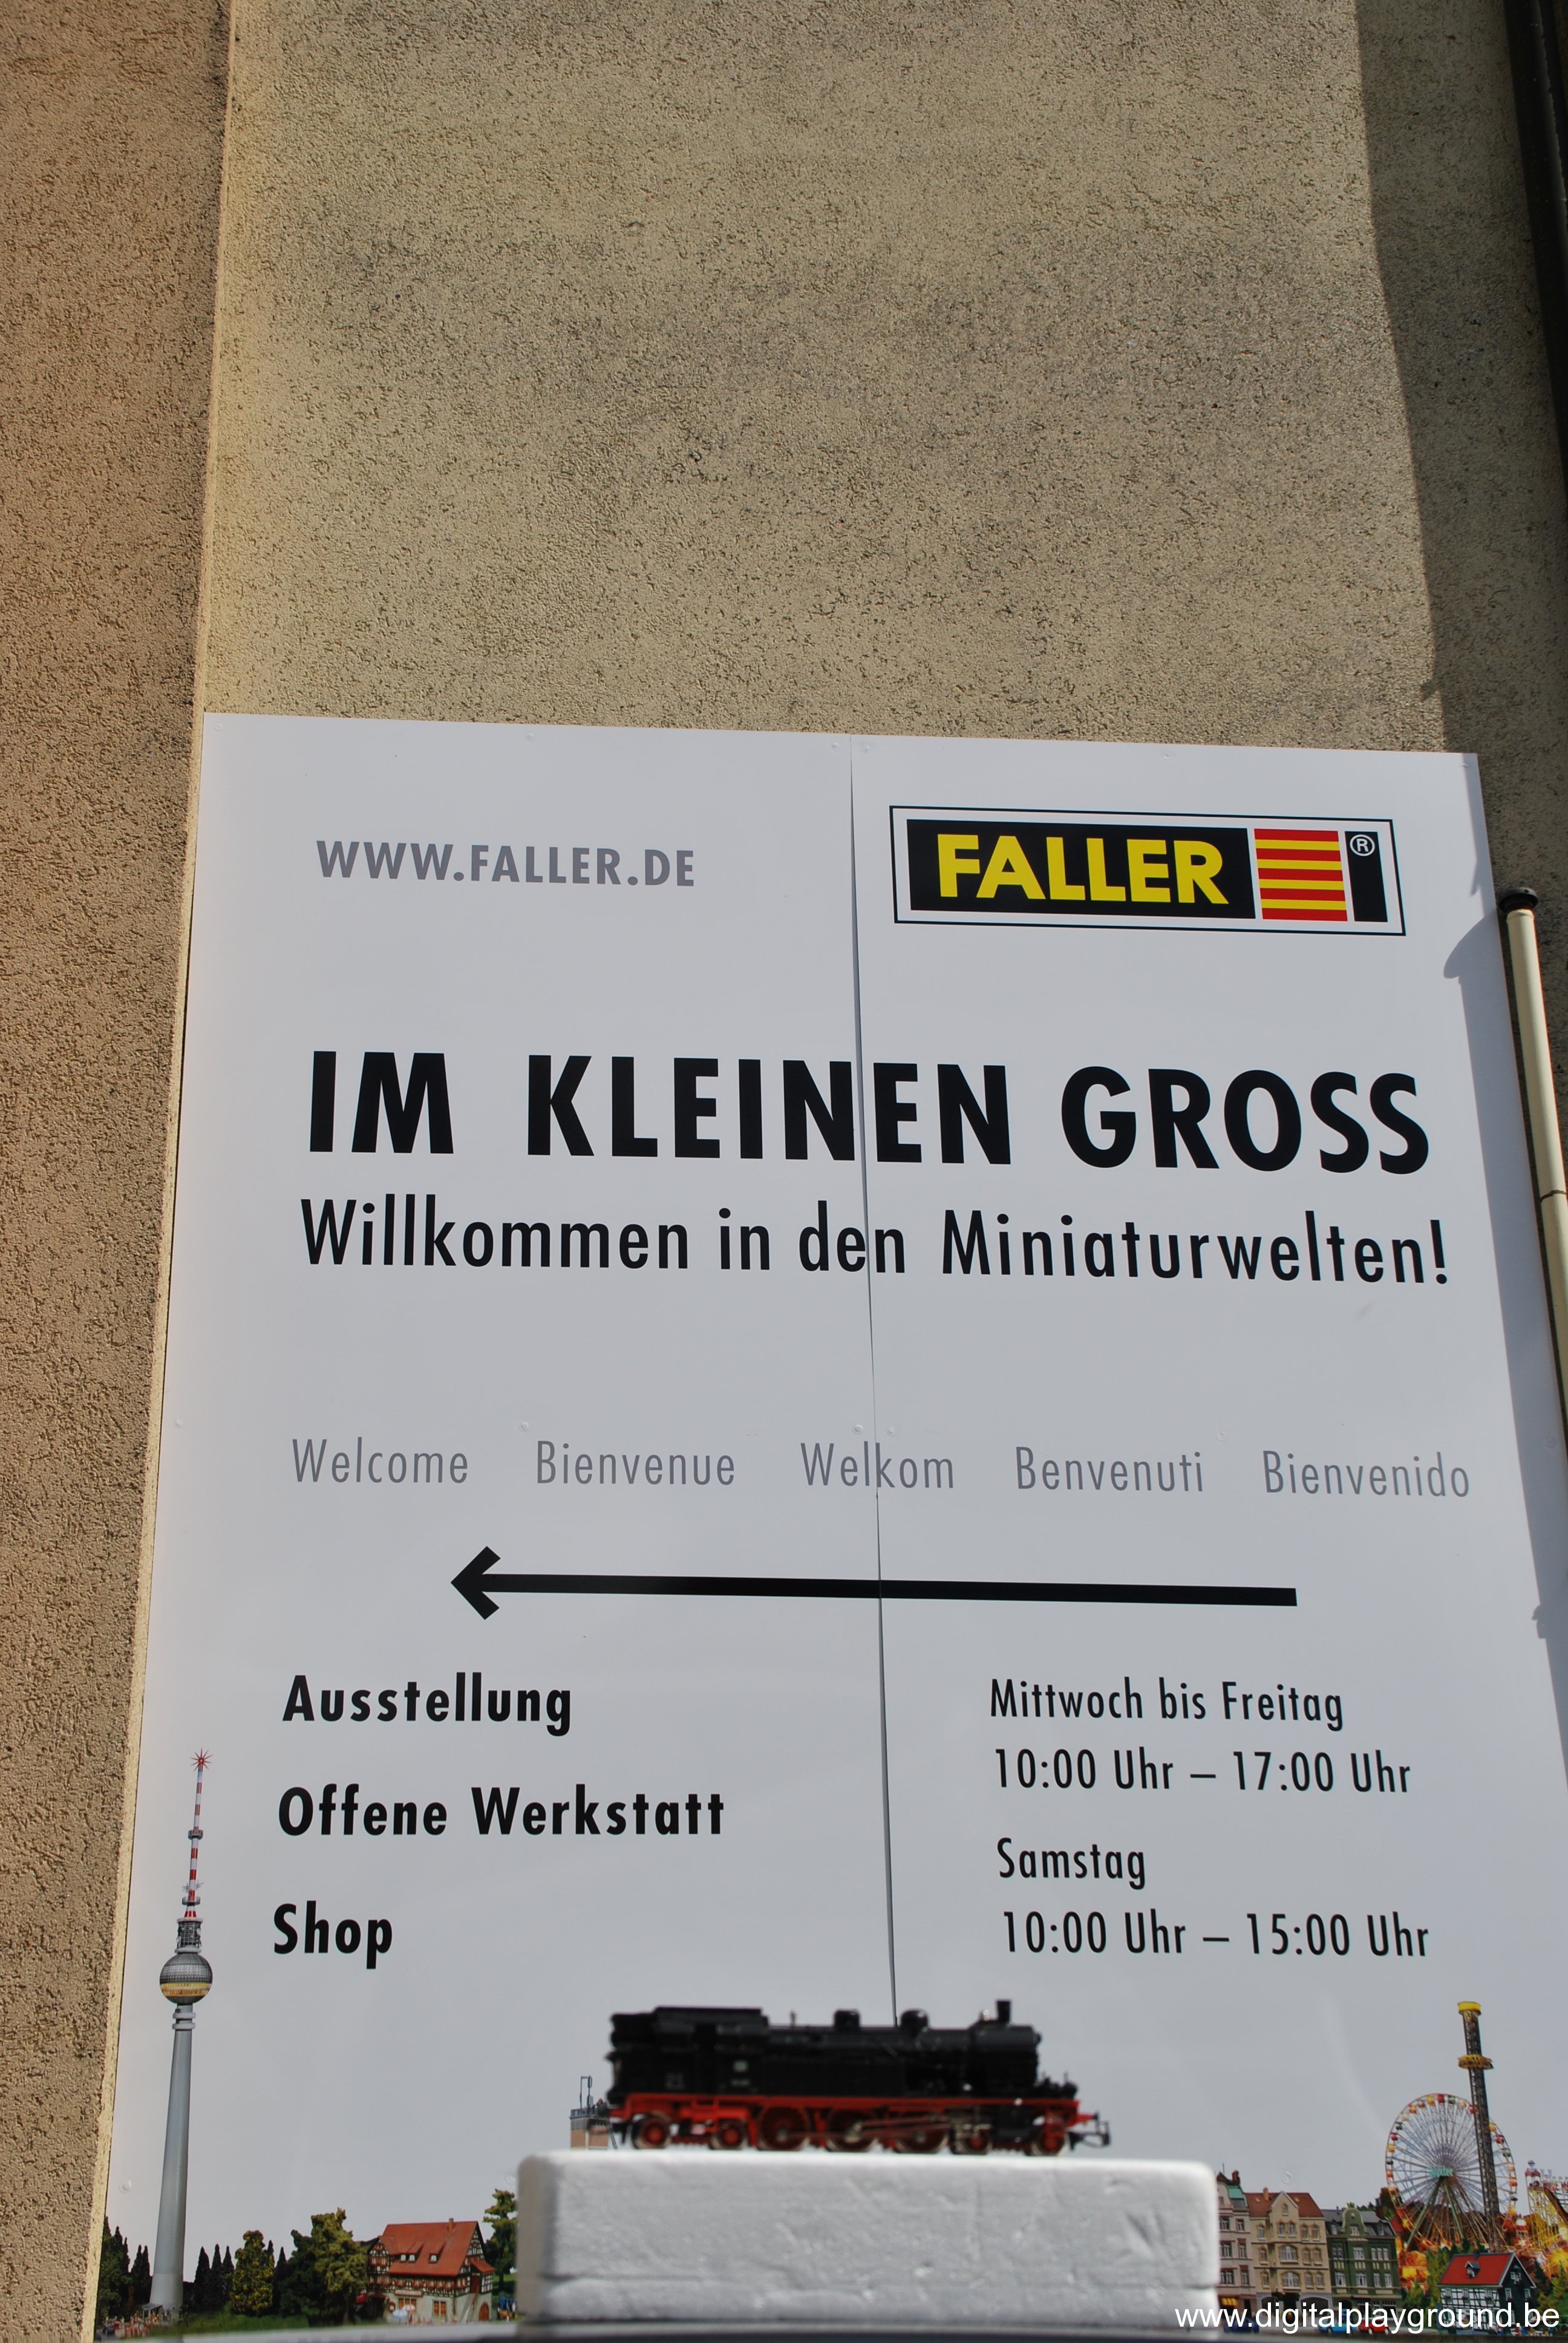 WWW.FALLER.DE
FALLER ®
IM KLEINEN GROSS
Willkommen in den Miniaturwelten!
Welcome Bienvenue Welkom Benvenuti Bienvenido
Ausstellung
Offene Werkstatt
Shop
Mittwoch bis Freitag
10:00 Uhr – 17:00 Uhr
Samstag
10:00 Uhr – 15:00 Uhr
www.digitalplayground.be